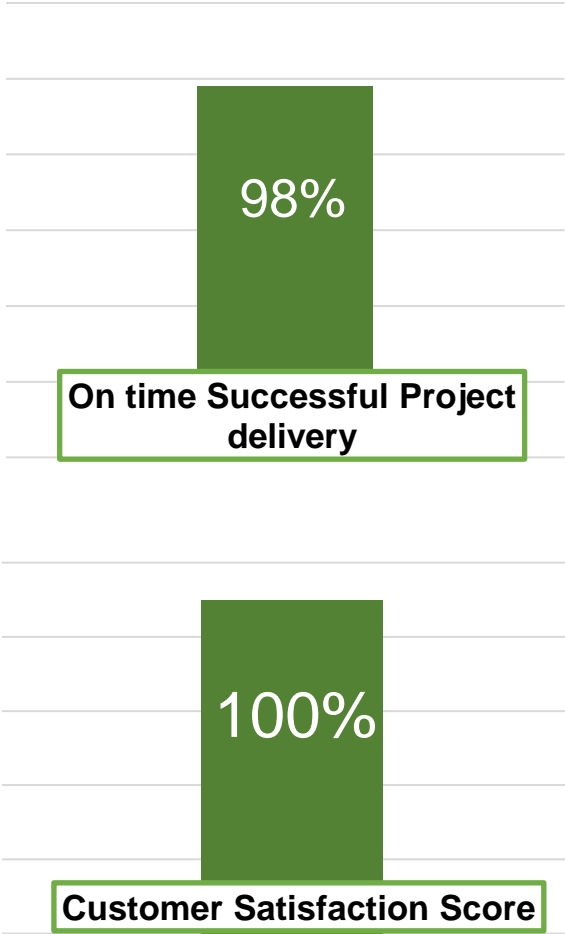 98%
On time Successful Project
delivery
100%
Customer Satisfaction Score